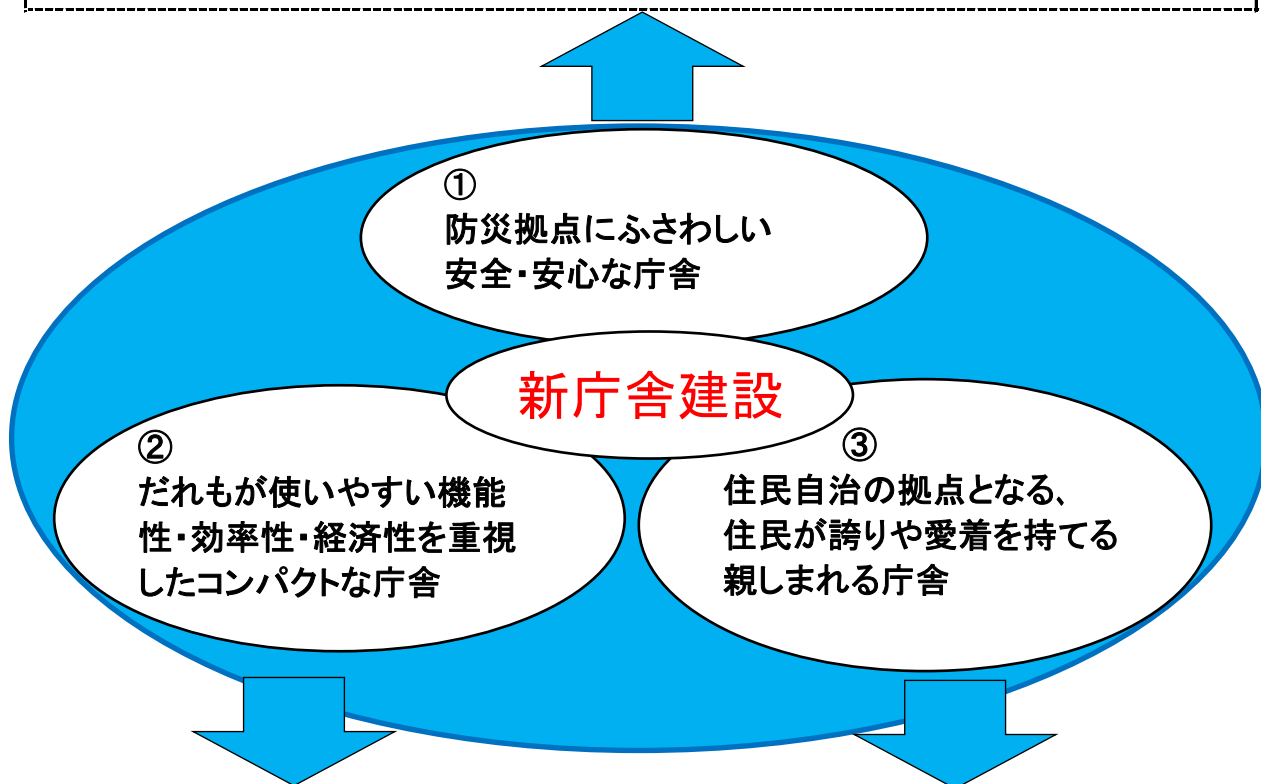 ①
防災拠点にふさわしい
安全・安心な庁舎
新庁舎建設
②
だれもが使いやすい機能
性・効率性・経済性を重視
したコンパクトな庁舎
③
住民自治の拠点となる、
住民が誇りや愛着を持てる
親しまれる庁舎